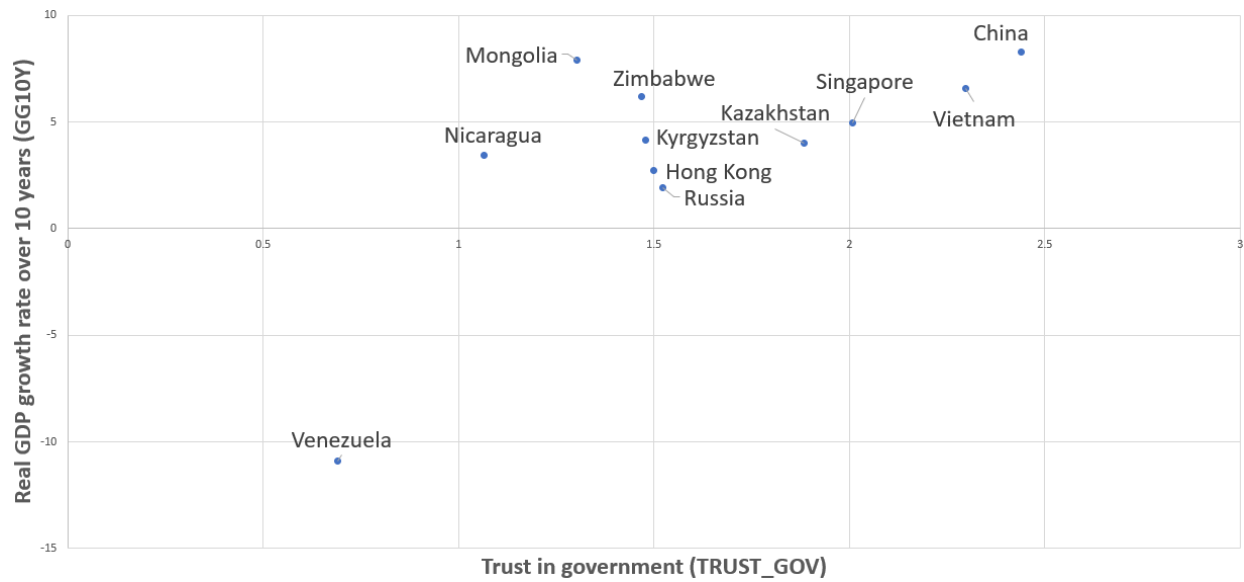 10
China
Mongolia
Zimbabwe
Singapore
Kazakhstan
Vietnam
5
Nicaragua
Kyrgyzstan
Hong Kong
Russia
0
0
0.5
1
1.5
2
2.5
3
-5
Venezuela
-10
-15
Real GDP growth rate over 10 years (GG10Y)
Trust in government (TRUST_GOV)